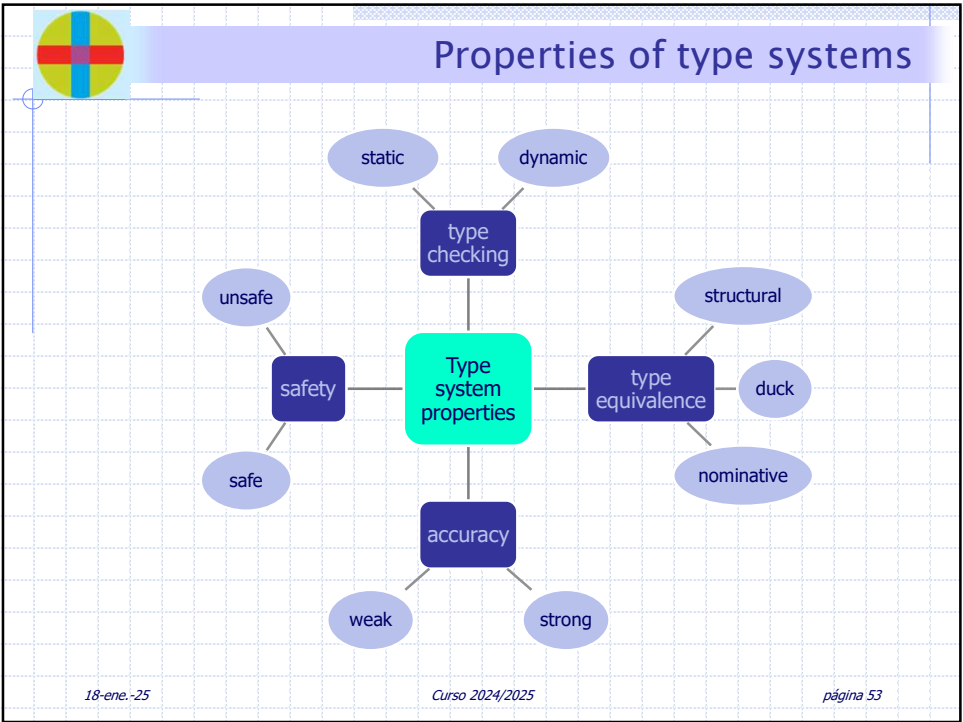 Properties of type systems
static
dynamic
type
checking
unsafe
structural
safety
Type
system
properties
type
equivalence
duck
safe
nominative
accuracy
weak
strong
18-ene.-25
Curso 2024/2025
página 53